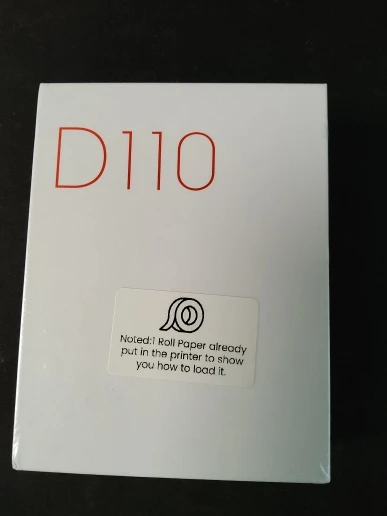 D110
Noted:1 Roll Paper already
put in the printer to show
you how to load it.